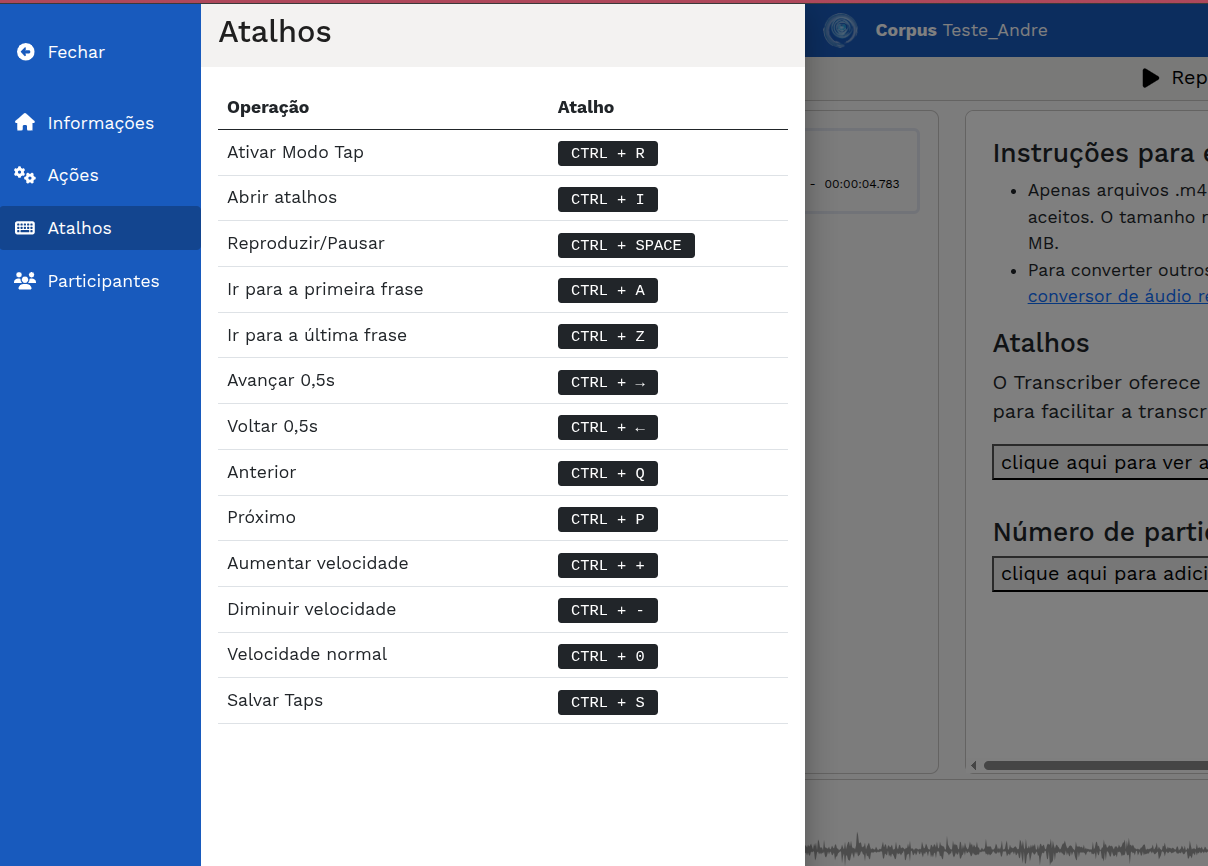 Fechar
Informações
Ações
Atalhos
Participantes
Atalhos
Operação Atalho
Ativar Modo Tap CTRL + R
Abrir atalhos CTRL + I
Reproduzir/Pausar CTRL + SPACE
Ir para a primeira frase CTRL + A
Ir para a última frase CTRL + Z
Avançar 0,5s CTRL + →
Voltar 0,5s CTRL + ←
Anterior CTRL + Q
Próximo CTRL + P
Aumentar velocidade CTRL + +
Diminuir velocidade CTRL + -
Velocidade normal CTRL + 0
Salvar Taps CTRL + S
Corpus Teste_Andre
Rep
- 00:00:04.783
Instruções para e
• Apenas arquivos .m4
aceitos. O tamanho
MB.
• Para converter outros
conversor de áudio re
Atalhos
O Transcriber oferece
para facilitar a transcr
clique aqui para ver a
Número de parti
clique aqui para adici